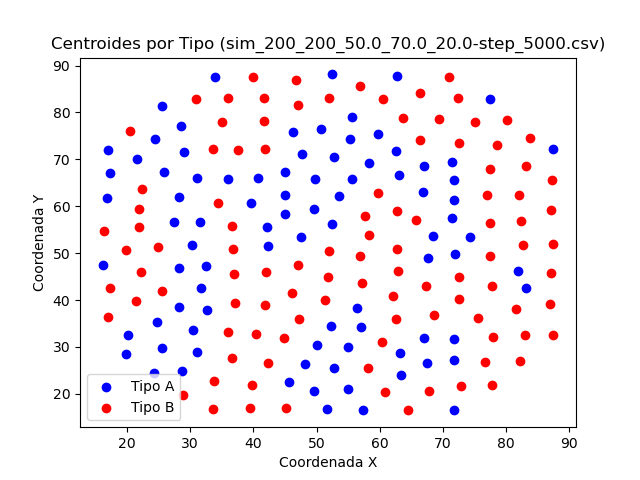 Centroides por Tipo (sim_200_200_50.0_70.0_20.0-step_5000.csv)
90
80
70
60
50
40
30
20
Coordenada Y
Tipo A
Tipo B
20 30 40 50 60 70 80 90
Coordenada X